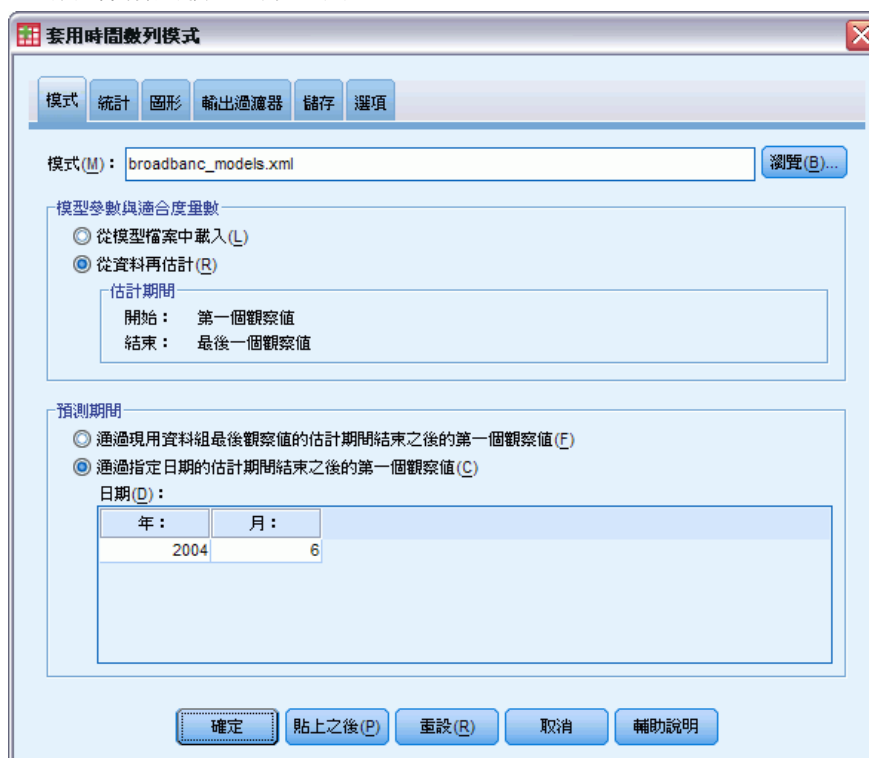 套用時間數列模式
模式 統計 圖形 輸出過濾器 儲存 選項
模式(M)： broadbanc_models.xml 瀏覽(B)...
模型參數與適合度量數
從模型檔案中載入(L)
從資料再估計(R)
估計期間
開始： 第一個觀察值
結束： 最後一個觀察值
預測期間
通過現用資料組最後觀察值的估計期間結束之後的第一個觀察值(F)
通過指定日期的估計期間結束之後的第一個觀察值(C)
日期(D)：
年： 月：
2004 6
確定 貼上之後(P) 重設(R) 取消 輔助說明